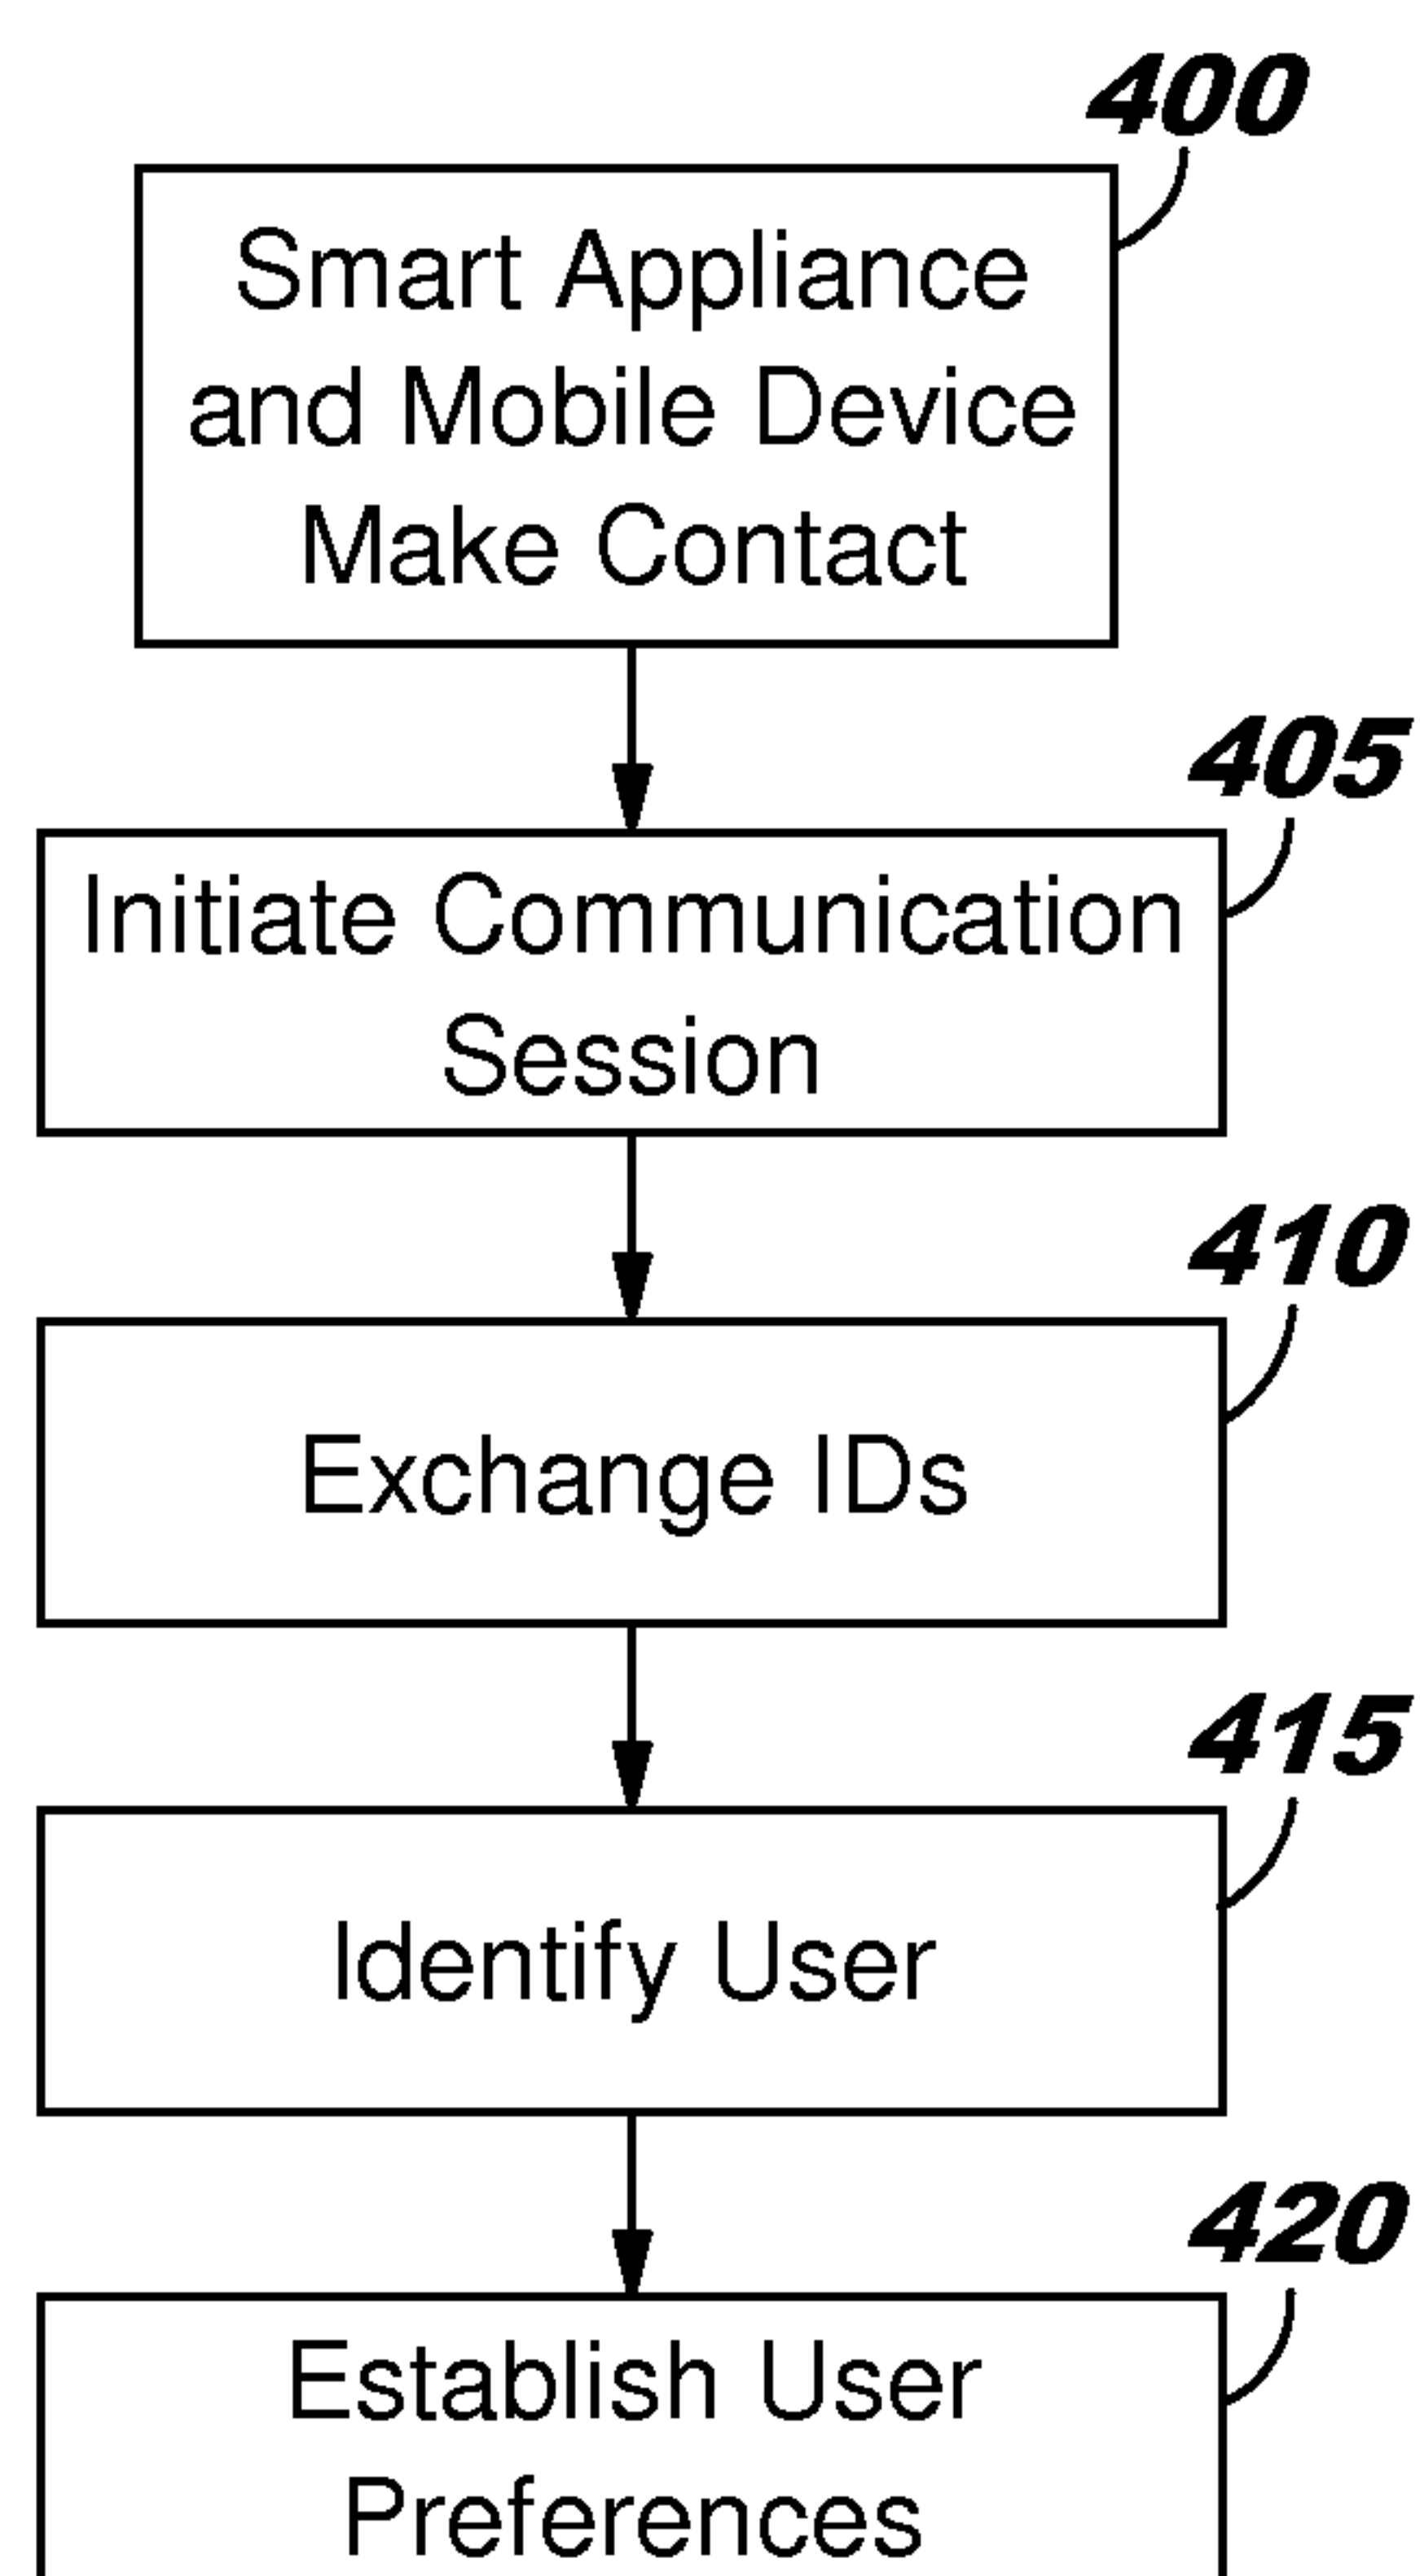 400
Smart Appliance
and Mobile Device
Make Contact
405
Initiate Communication
Session
410
Exchange IDs
415
Identify User
420
Establish User
Preferences